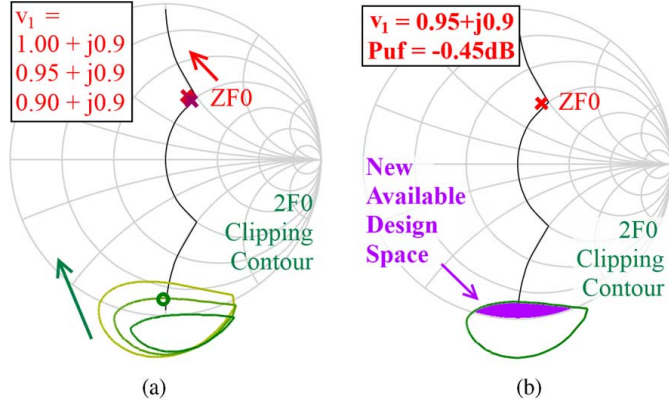 v₁ =
1.00 + j0.9
0.95 + j0.9
0.90 + j0.9
ZF0
2F0
Clipping
Contour
(a)
v₁ = 0.95+j0.9
Puf = -0.45dB
ZF0
New
Available
Design
Space
2F0
Clipping
Contour
(b)